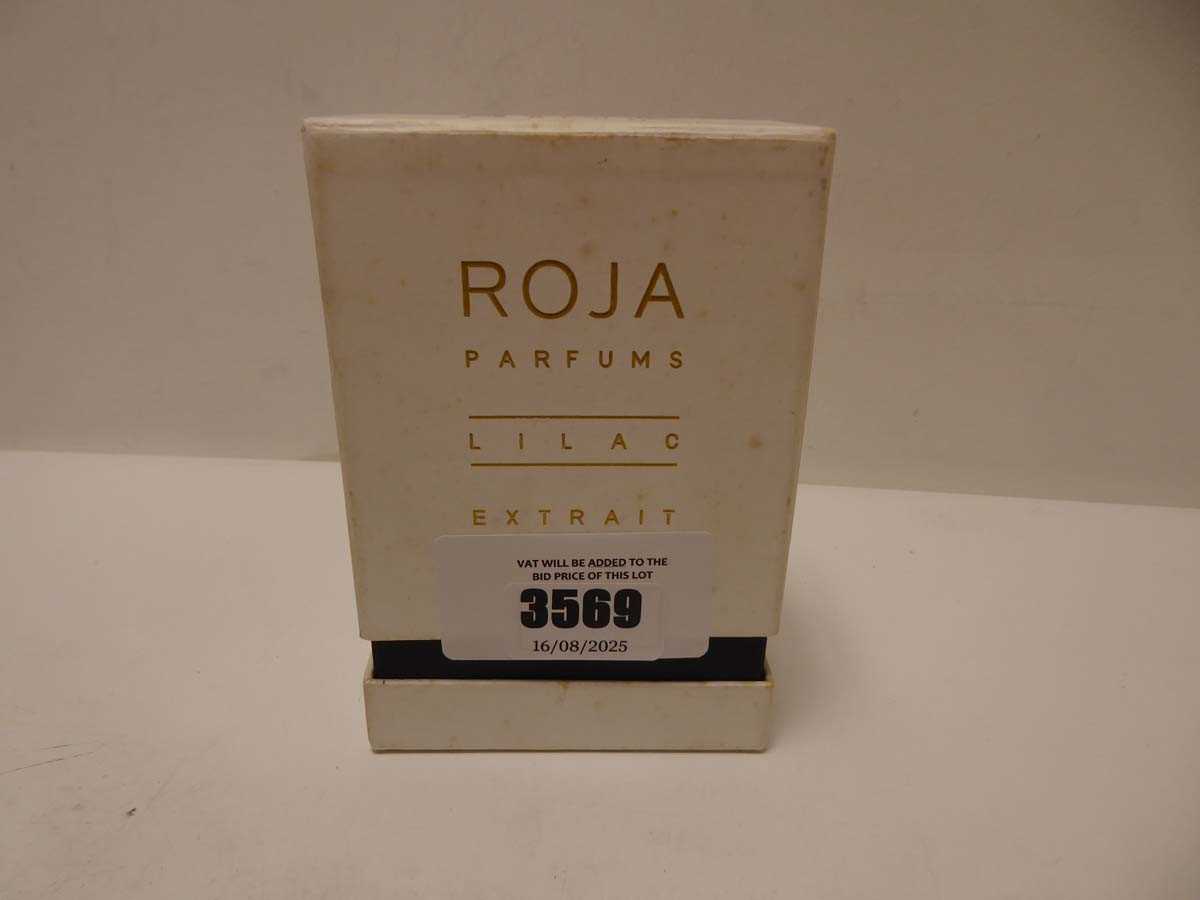 ROJA
PARFUMS
LILAC
EXTRAIT
VAT WILL BE ADDED TO THE
BID PRICE OF THIS LOT
3569
16/08/2025